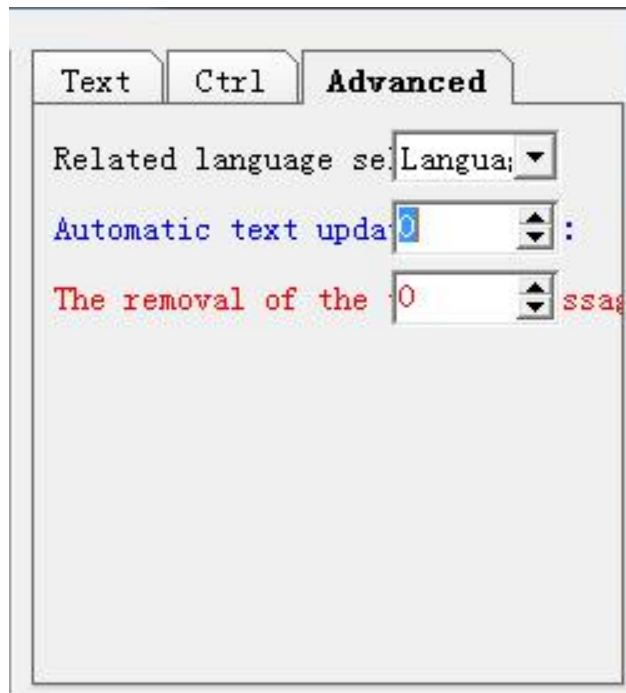 Text Ctrl Advanced
Related language se Langua
Automatic text upda 0 :
The removal of the 0 ssag